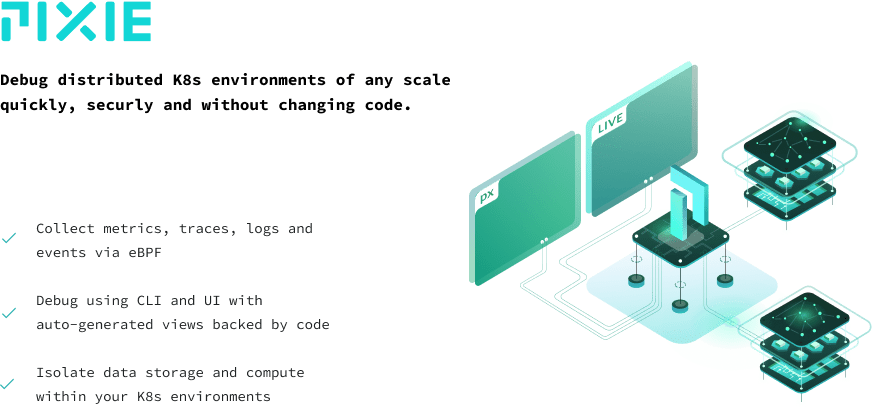 PIXIE
Debug distributed K8s environments of any scale
quickly, securly and without changing code.
Collect metrics, traces, logs and
events via eBPF
Debug using CLI and UI with
auto-generated views backed by code
Isolate data storage and compute
within your K8s environments
px
LIVE